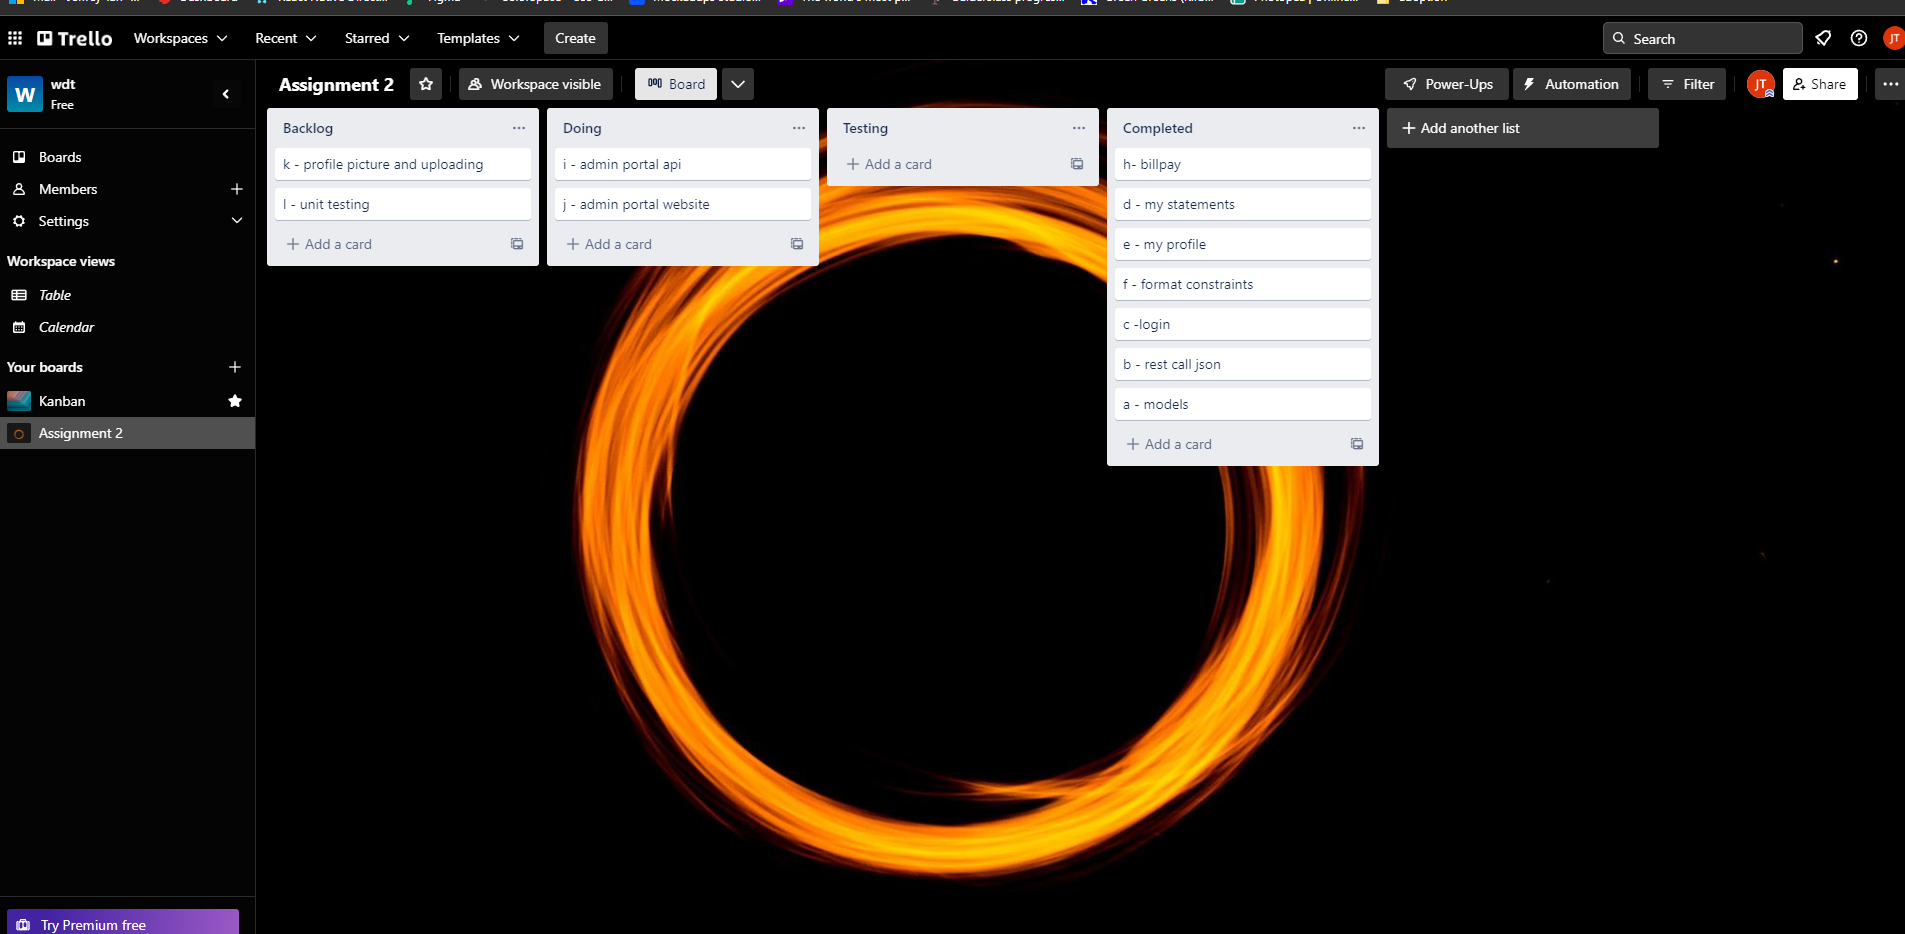 Trello Workspaces Recent Starred Templates Create Search JT
W wdt
Free
Assignment 2 Workspace visible Board Power-Ups Automation Filter JT Share
Boards
Members
Settings
Workspace views
Table
Calendar
Your boards
Kanban
Assignment 2
Try Premium free
Backlog
k - profile picture and uploading
l - unit testing
Add a card
Doing
i - admin portal api
j - admin portal website
Add a card
Testing
Add a card
Completed
h- billpay
d - my statements
e - my profile
f - format constraints
c -login
b - rest call json
a - models
Add a card
Add another list